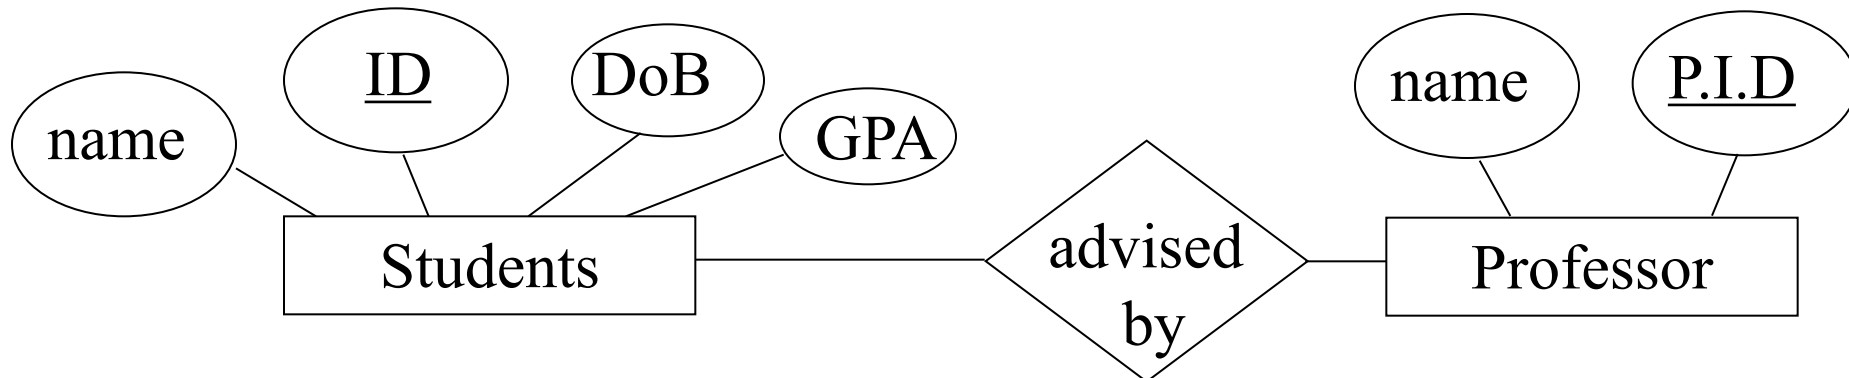 name
ID
DoB
GPA
name
P.I.D
Students
advised
by
Professor